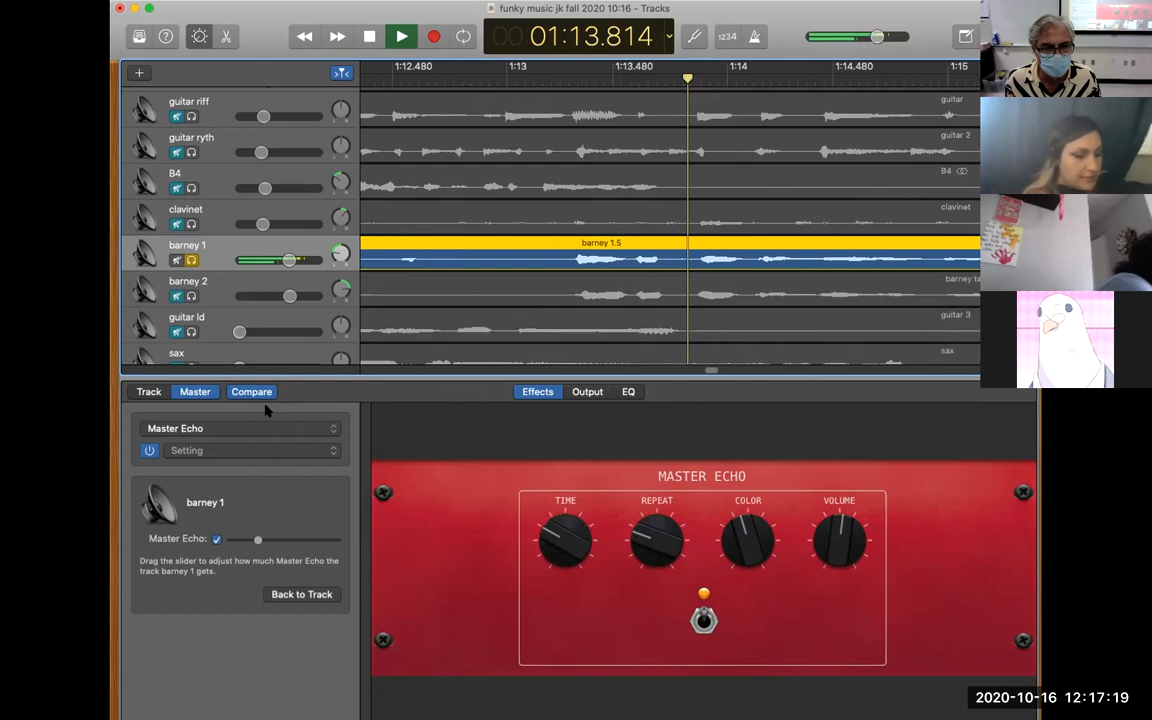 funky music jk fall 2020 10:16 - Tracks
01:13.814
1234
1:12.480 1:13 1:13.480 1:14 1:14.480 1:15
guitar riff
guitar
guitar ryth
guitar 2
B4
B4
clavinet
clavinet
barney 1
barney 1.5
barney 2
guitar ld
guitar 3
sax
sax
Track Master Compare Effects Output EQ
Master Echo
Setting
MASTER ECHO
TIME REPEAT COLOR VOLUME
barney 1
Master Echo:
Drag the slider to adjust how much Master Echo the
track barney 1 gets.
Back to Track
2020-10-16 12:17:19